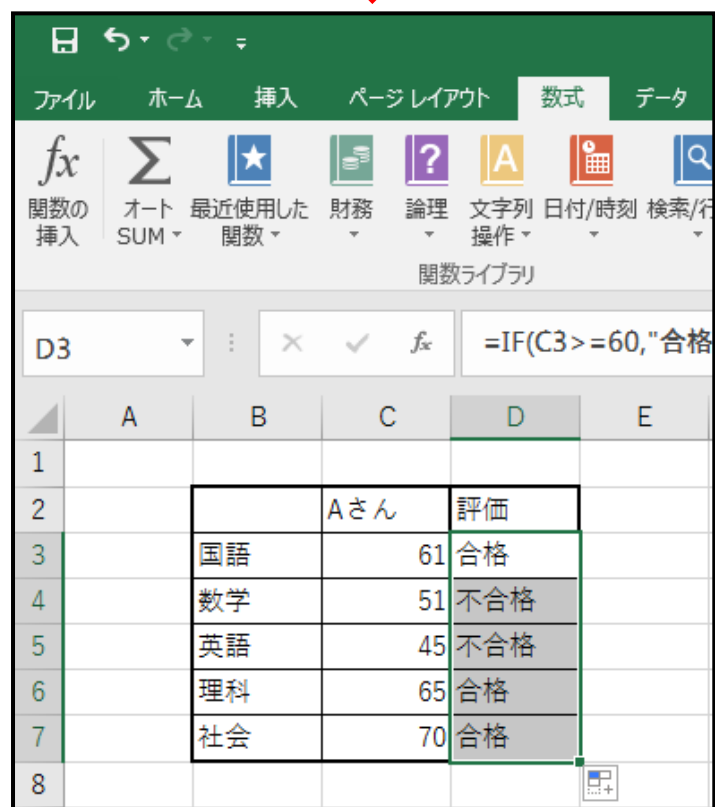 ファイル ホーム 挿入 ページ レイアウト 数式 データ
fx Σ ★ ? A
関数の挿入 オート SUM 最近使用した関数 財務 論理 文字列操作 日付/時刻 検索/行
関数ライブラリ
D3 fx =IF(C3>=60,"合格
A B C D E
1
2 Aさん 評価
3 国語 61 合格
4 数学 51 不合格
5 英語 45 不合格
6 理科 65 合格
7 社会 70 合格
8